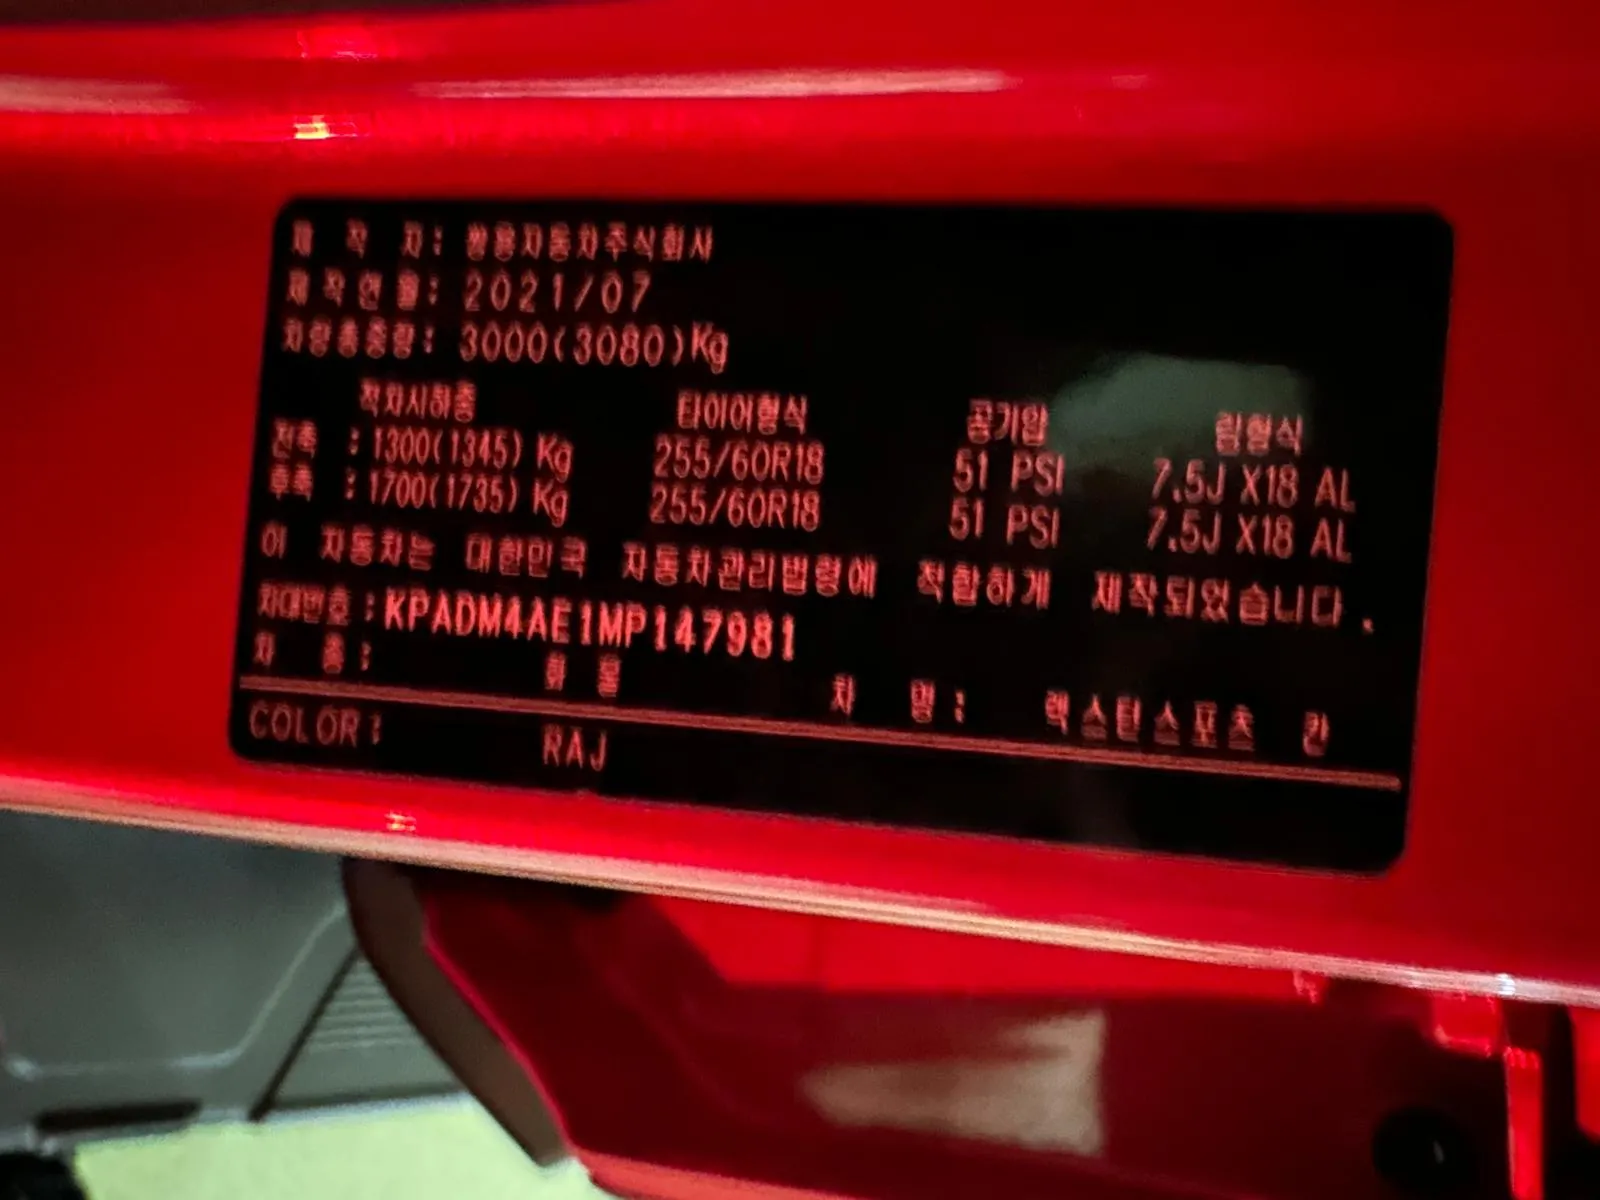 제 작 자: 쌍용자동차주식회사
제작연월: 2021/07
차량총중량: 3000(3080)Kg
적차시하중 타이어형식 공기압 림형식
전축 : 1300(1345) Kg 255/60R18 51 PSI 7.5J X18 AL
후축 : 1700(1735) Kg 255/60R18 51 PSI 7.5J X18 AL
이 자동차는 대한민국 자동차관리법령에 적합하게 제작되었습니다.
차대번호 : KPADM4AE1MP147981
차 종: 화 물 차 명: 렉스턴스포츠 칸
COLOR: RAJ